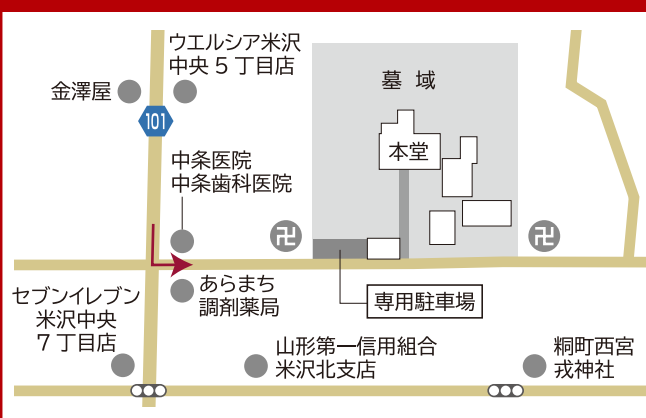 ウエルシア米沢
中央５丁目店
金澤屋
101
墓域
本堂
中条医院
中条歯科医院
卍
卍
あらまち
調剤薬局
専用駐車場
セブンイレブン
米沢中央
７丁目店
山形第一信用組合
米沢北支店
粡町西宮
戎神社